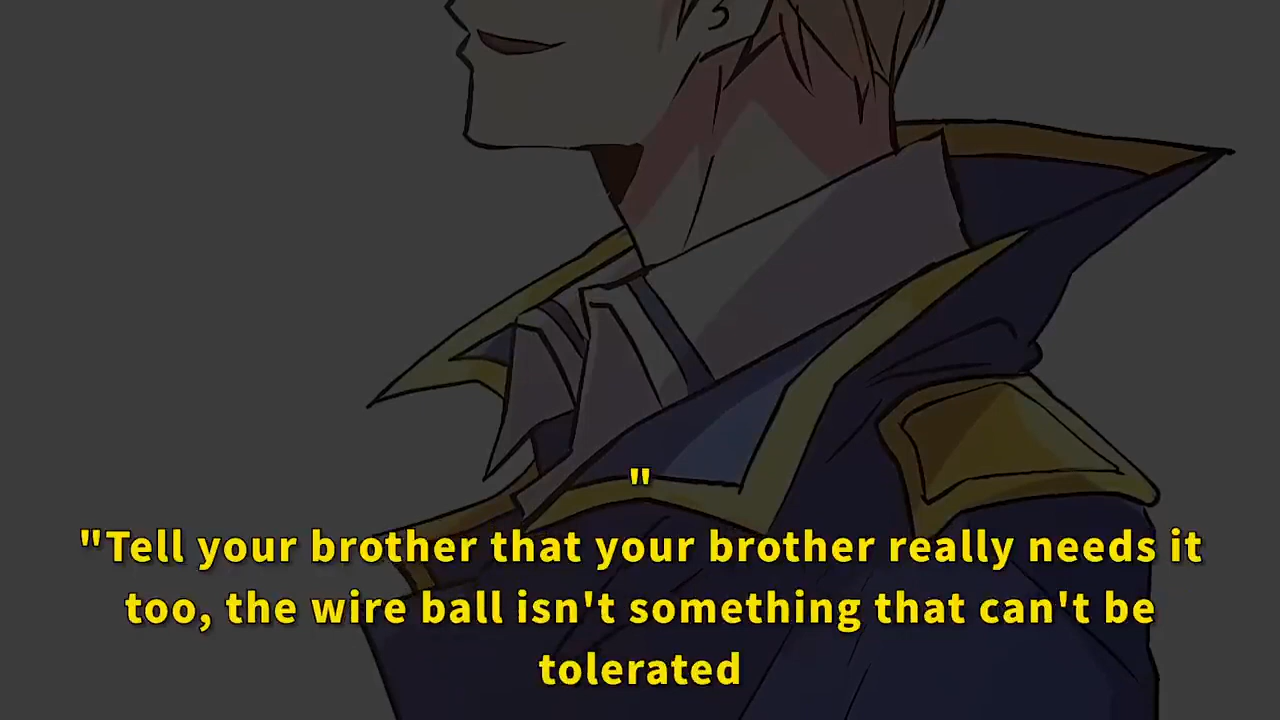 "
"Tell your brother that your brother really needs it
too, the wire ball isn't something that can't be
tolerated